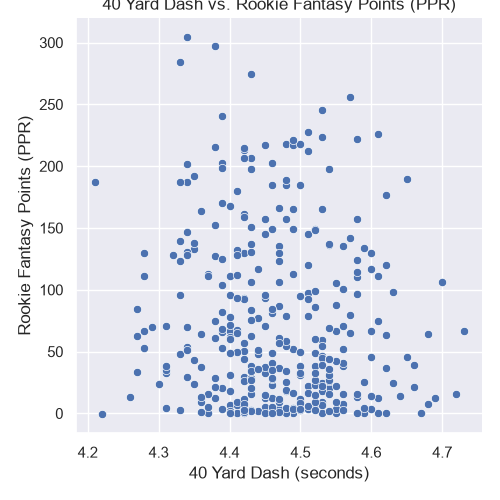 40 Yard Dash vs. Rookie Fantasy Points (PPR)
300
250
200
150
100
50
0
Rookie Fantasy Points (PPR)
4.2 4.3 4.4 4.5 4.6 4.7
40 Yard Dash (seconds)